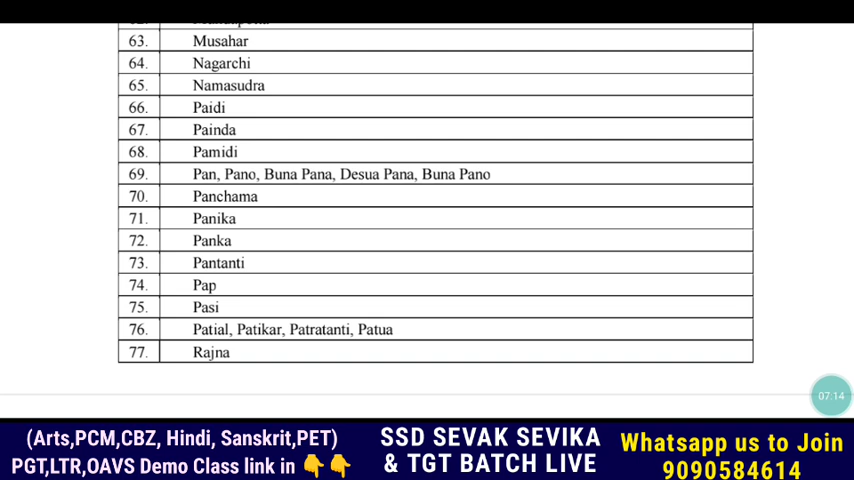 63. Musahar
64. Nagarchi
65. Namasudra
66. Paidi
67. Painda
68. Pamidi
69. Pan, Pano, Buna Pana, Desua Pana, Buna Pano
70. Panchama
71. Panika
72. Panka
73. Pantanti
74. Pap
75. Pasi
76. Patial, Patikar, Patratanti, Patua
77. Rajna
07:14
(Arts,PCM,CBZ, Hindi, Sanskrit,PET)
PGT,LTR,OAVS Demo Class link in 👇👇
SSD SEVAK SEVIKA
& TGT BATCH LIVE
Whatsapp us to Join
9090584614